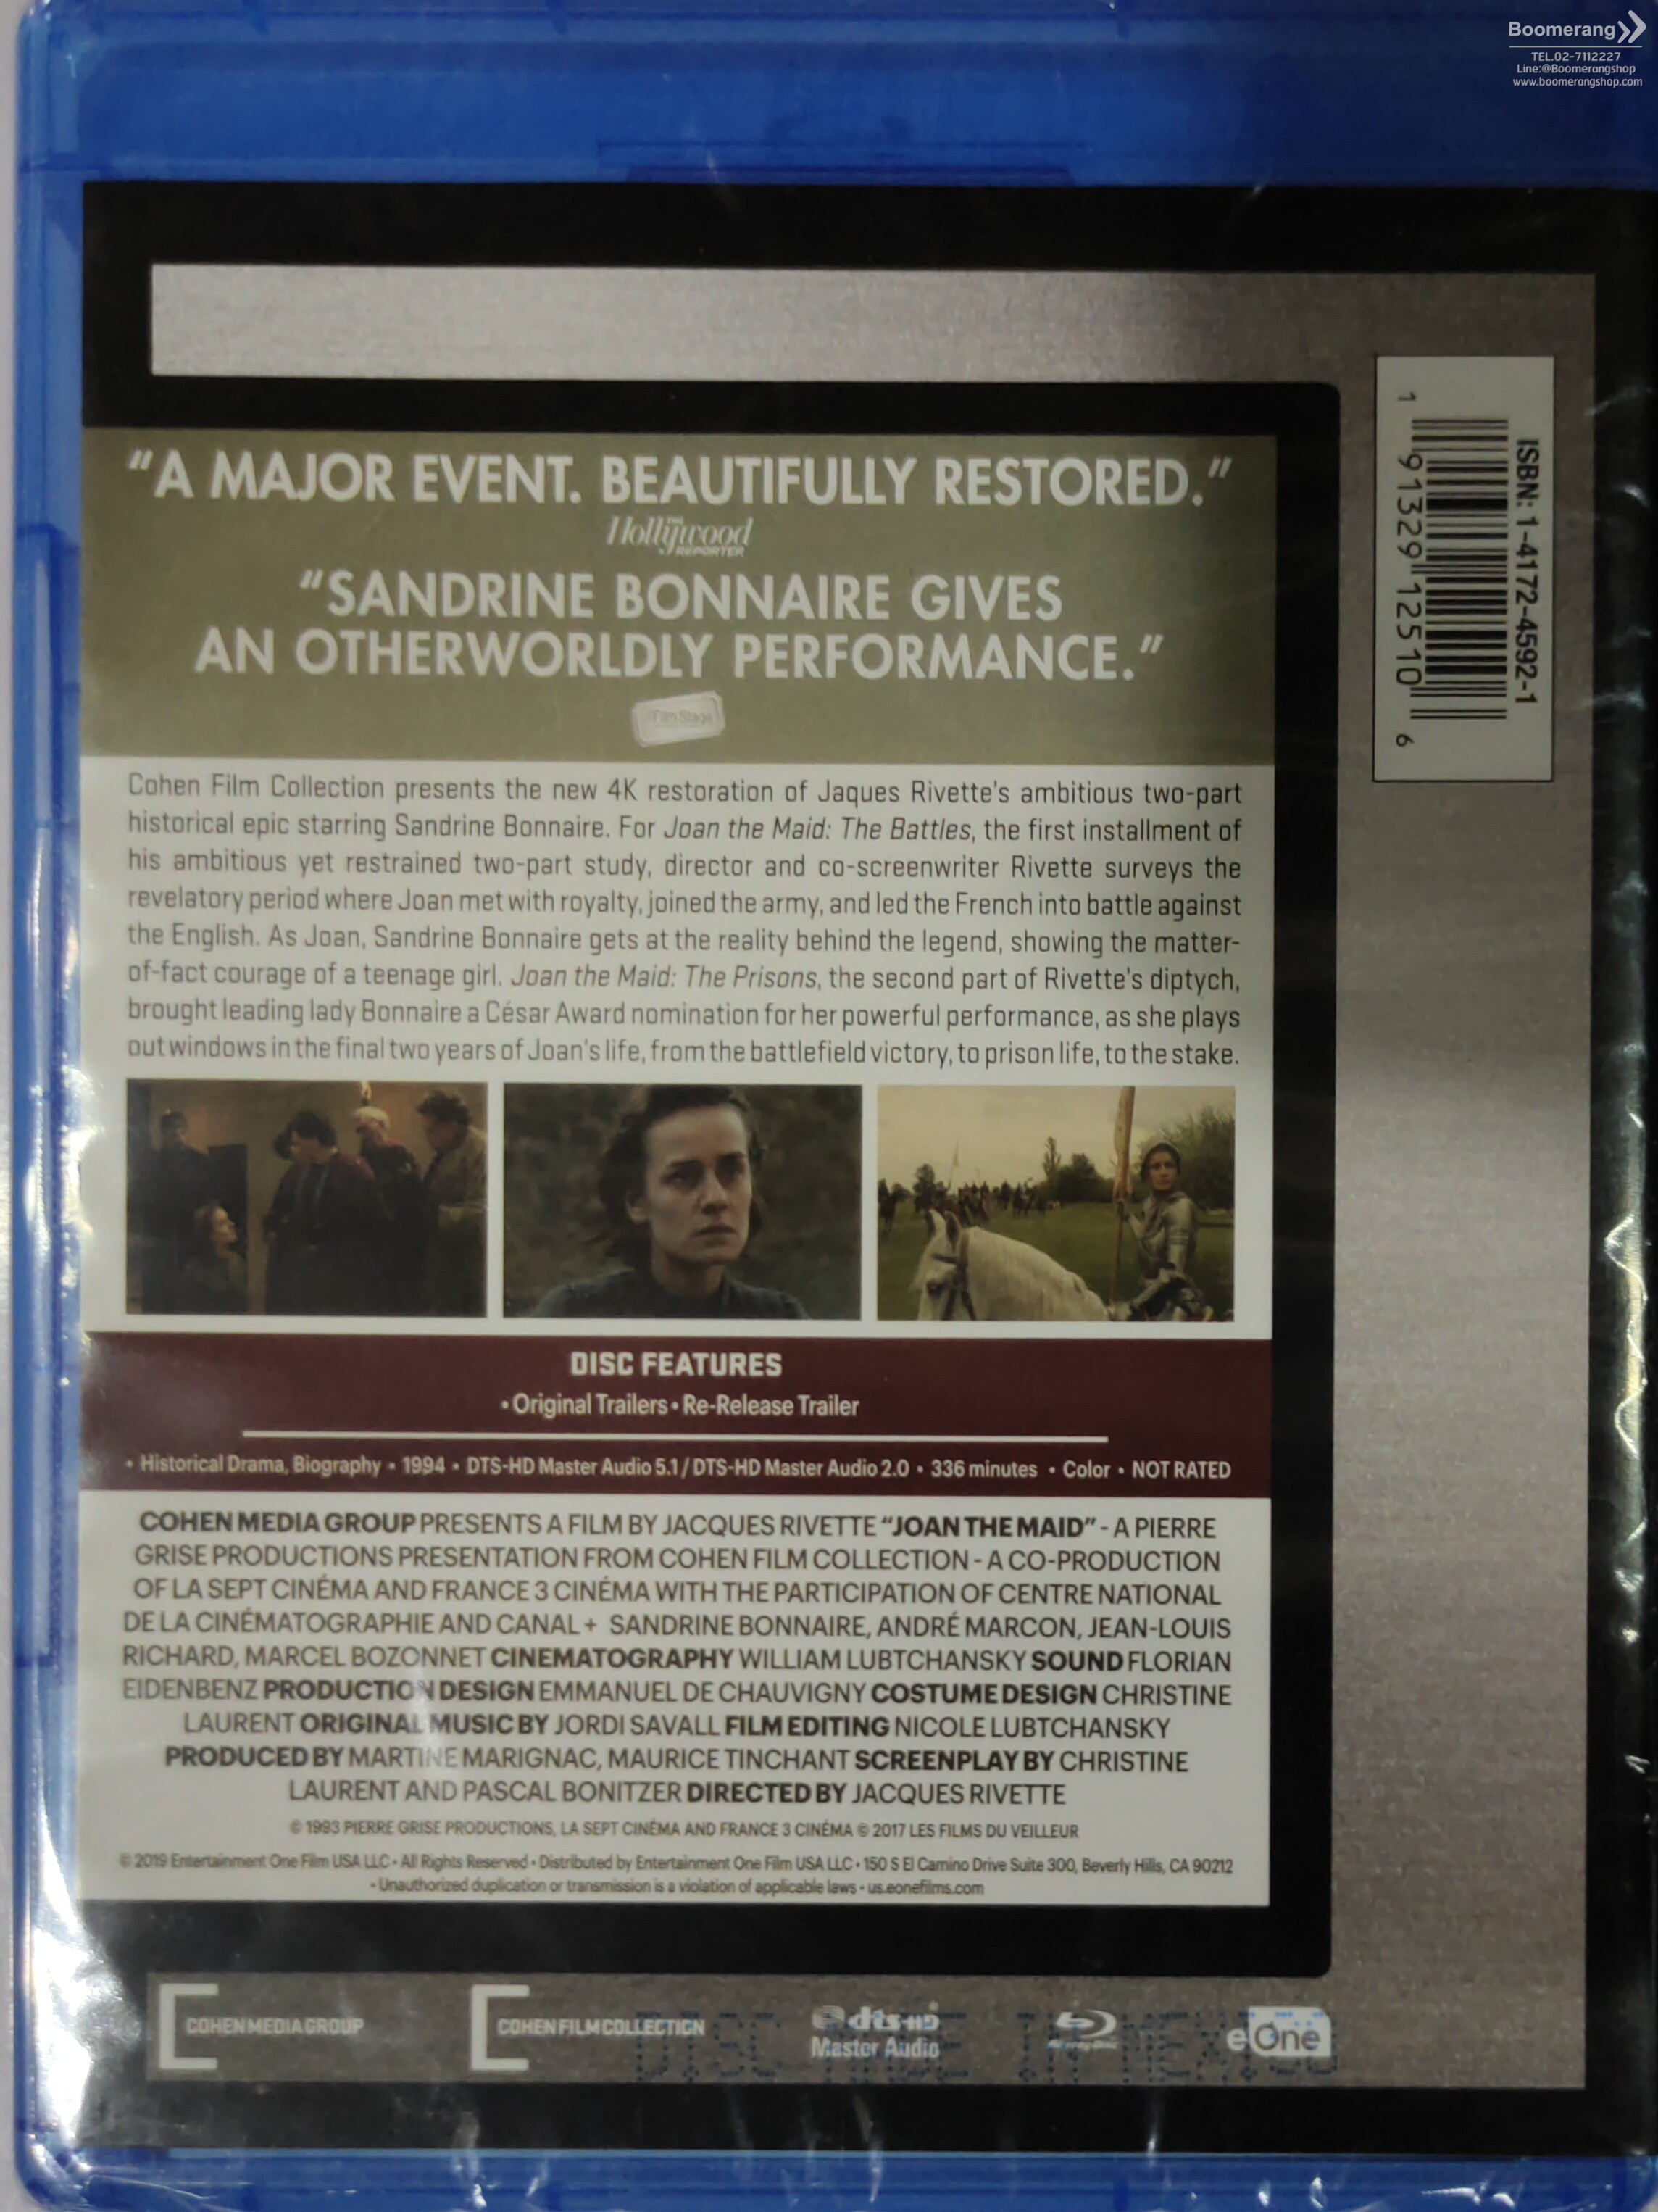 Boomerang
TEL.02-7112227
Line:@Boomerangshop
www.boomerangshop.com
ISBN: 1-4172-4592-1
1 91329 12510 6
“A MAJOR EVENT. BEAUTIFULLY RESTORED.”
THE Hollywood REPORTER
“SANDRINE BONNAIRE GIVES
AN OTHERWORLDLY PERFORMANCE.”
Film Stage
Cohen Film Collection presents the new 4K restoration of Jaques Rivette's ambitious two-part
historical epic starring Sandrine Bonnaire. For Joan the Maid: The Battles, the first installment of
his ambitious yet restrained two-part study, director and co-screenwriter Rivette surveys the
revelatory period where Joan met with royalty, joined the army, and led the French into battle against
the English. As Joan, Sandrine Bonnaire gets at the reality behind the legend, showing the matter-
of-fact courage of a teenage girl. Joan the Maid: The Prisons, the second part of Rivette's diptych,
brought leading lady Bonnaire a César Award nomination for her powerful performance, as she plays
out windows in the final two years of Joan's life, from the battlefield victory, to prison life, to the stake.
DISC FEATURES
• Original Trailers • Re-Release Trailer
• Historical Drama, Biography • 1994 • DTS-HD Master Audio 5.1 / DTS-HD Master Audio 2.0 • 336 minutes • Color • NOT RATED
COHEN MEDIA GROUP PRESENTS A FILM BY JACQUES RIVETTE “JOAN THE MAID” - A PIERRE
GRISE PRODUCTIONS PRESENTATION FROM COHEN FILM COLLECTION - A CO-PRODUCTION
OF LA SEPT CINÉMA AND FRANCE 3 CINÉMA WITH THE PARTICIPATION OF CENTRE NATIONAL
DE LA CINÉMATOGRAPHIE AND CANAL+ SANDRINE BONNAIRE, ANDRÉ MARCON, JEAN-LOUIS
RICHARD, MARCEL BOZONNET CINEMATOGRAPHY WILLIAM LUBTCHANSKY SOUND FLORIAN
EIDENBENZ PRODUCTION DESIGN EMMANUEL DE CHAUVIGNY COSTUME DESIGN CHRISTINE
LAURENT ORIGINAL MUSIC BY JORDI SAVALL FILM EDITING NICOLE LUBTCHANSKY
PRODUCED BY MARTINE MARIGNAC, MAURICE TINCHANT SCREENPLAY BY CHRISTINE
LAURENT AND PASCAL BONITZER DIRECTED BY JACQUES RIVETTE
© 1993 PIERRE GRISE PRODUCTIONS, LA SEPT CINÉMA AND FRANCE 3 CINÉMA © 2017 LES FILMS DU VEILLEUR
© 2019 Entertainment One Film USA LLC • All Rights Reserved • Distributed by Entertainment One Film USA LLC • 150 S El Camino Drive Suite 300, Beverly Hills, CA 90212
• Unauthorized duplication or transmission is a violation of applicable laws • us.eonefilms.com
COHEN MEDIA GROUP
COHEN FILM COLLECTION
dts-HD
Master Audio
Blu-ray Disc
eOne
DISC MADE IN MEXICO